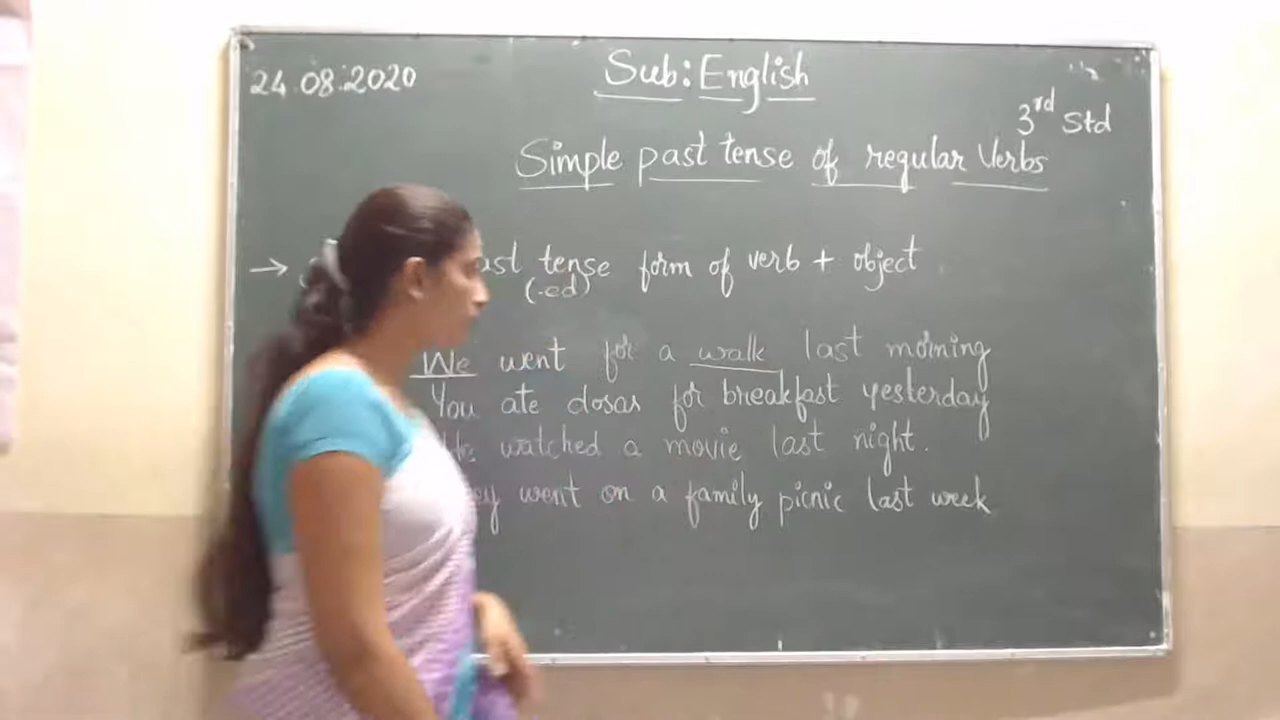 24.08.2020
Sub: English
3rd Std
Simple past tense of regular Verbs
→ tense form of verb + object
(.ed)
We went for a walk last morning
You ate dosas for breakfast yesterday
watched a movie last night.
went on a family picnic last week